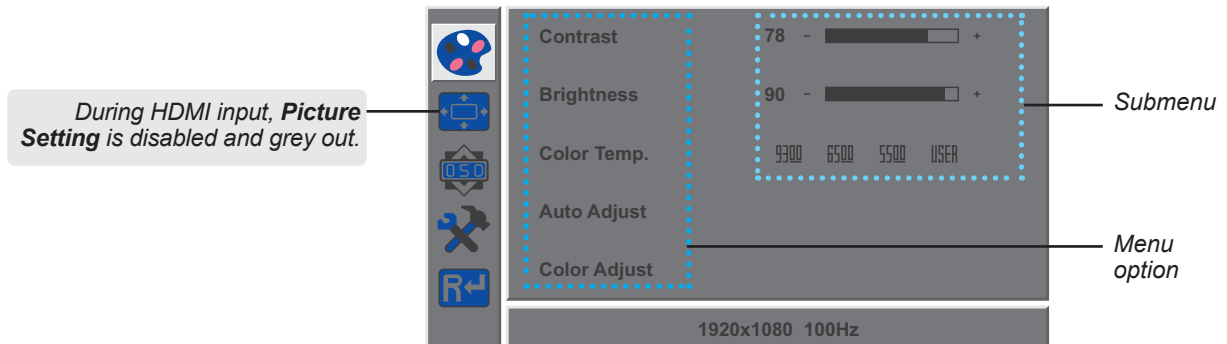 Contrast 78 - +
During HDMI input, Picture
Setting is disabled and grey out.
Brightness 90 - +
Submenu
Color Temp. 9300 6500 5500 USER
OSD
Auto Adjust
Menu
option
Color Adjust
R
1920x1080 100Hz